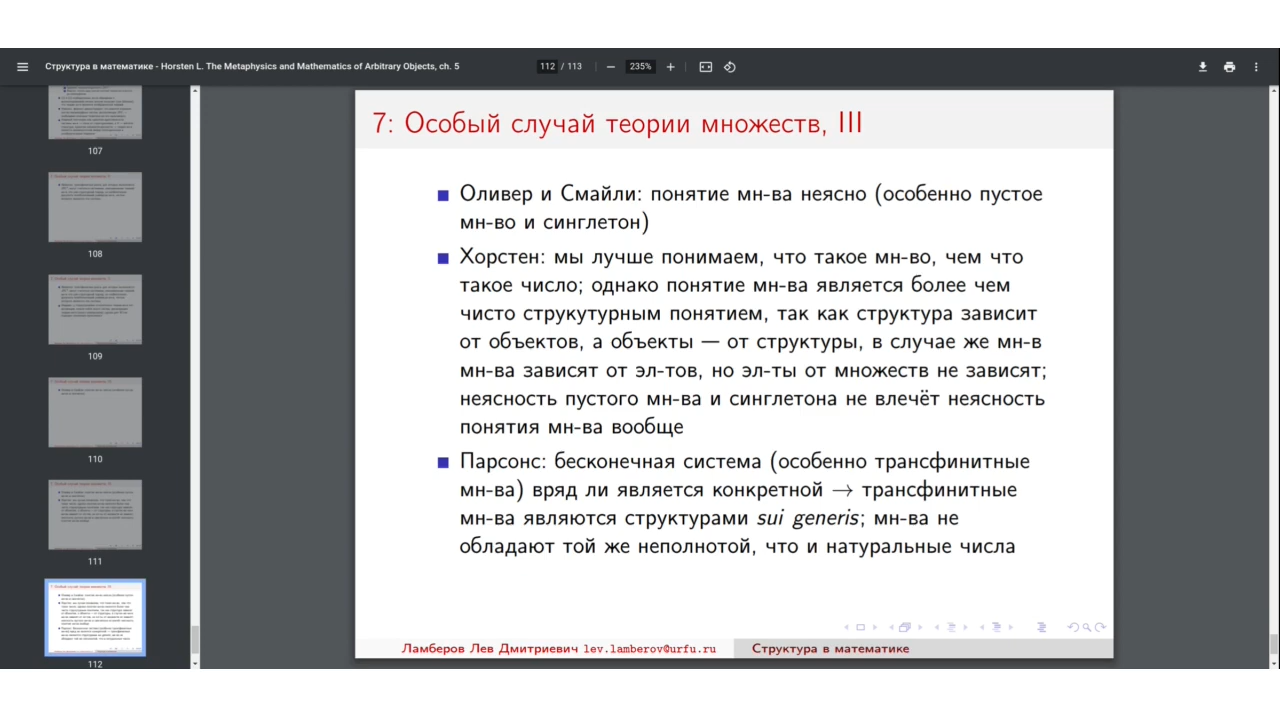 Структура в математике - Horsten L. The Metaphysics and Mathematics of Arbitrary Objects, ch. 5
112 / 113
235%
107
108
109
110
111
112
7: Особый случай теории множеств, III
Оливер и Смайли: понятие мн-ва неясно (особенно пустое
мн-во и синглетон)
Хорстен: мы лучше понимаем, что такое мн-во, чем что
такое число; однако понятие мн-ва является более чем
чисто струкутурным понятием, так как структура зависит
от объектов, а объекты — от структуры, в случае же мн-в
мн-ва зависят от эл-тов, но эл-ты от множеств не зависят;
неясность пустого мн-ва и синглетона не влечёт неясность
понятия мн-ва вообще
Парсонс: бесконечная система (особенно трансфинитные
мн-ва) вряд ли является конкретной → трансфинитные
мн-ва являются структурами sui generis; мн-ва не
обладают той же неполнотой, что и натуральные числа
Ламберов Лев Дмитриевич lev.lamberov@urfu.ru
Структура в математике